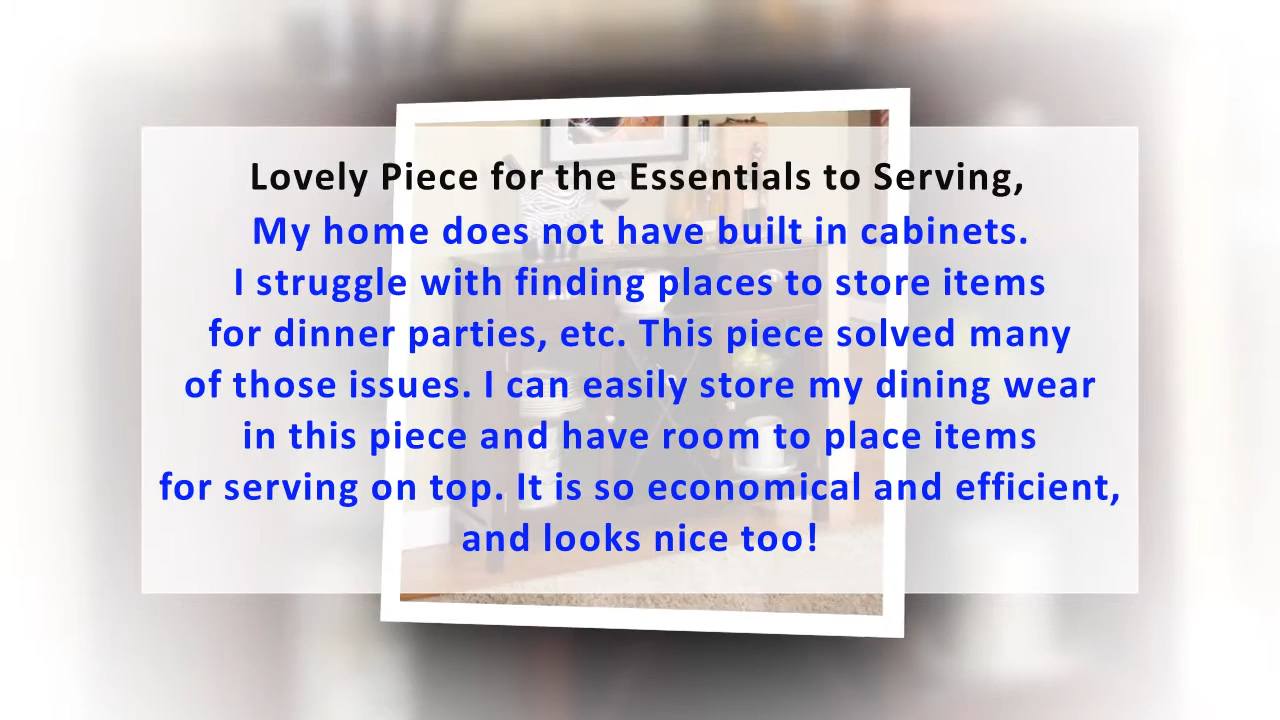 Lovely Piece for the Essentials to Serving,
My home does not have built in cabinets.
I struggle with finding places to store items
for dinner parties, etc. This piece solved many
of those issues. I can easily store my dining wear
in this piece and have room to place items
for serving on top. It is so economical and efficient,
and looks nice too!